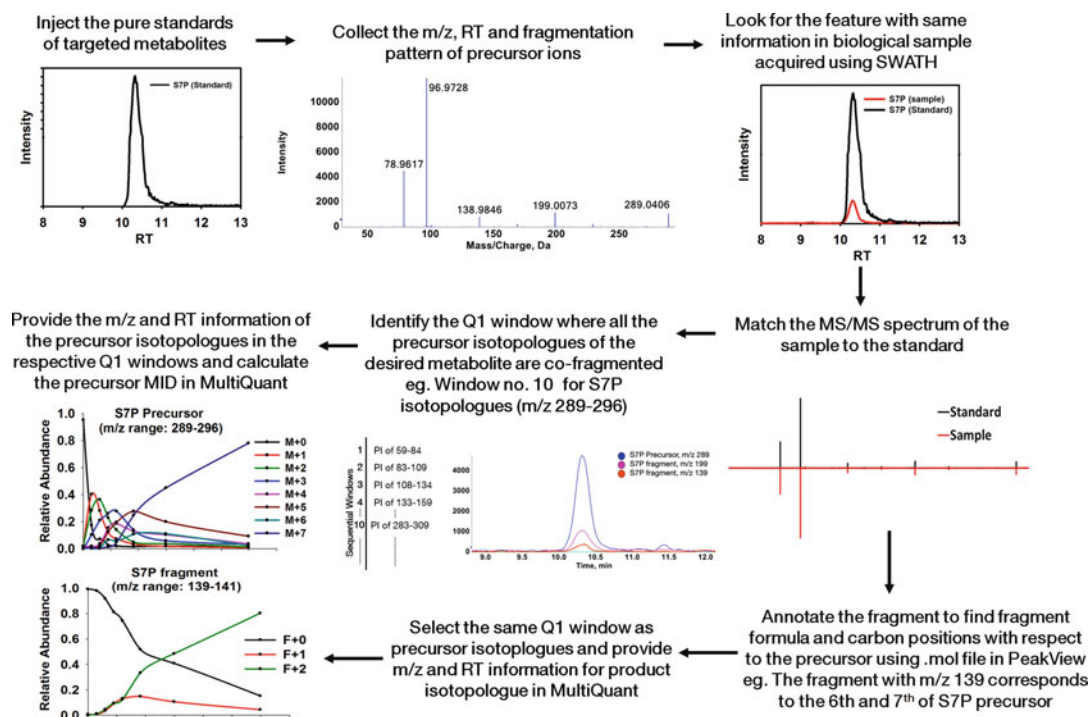 Inject the pure standards
of targeted metabolites
Intensity
S7P (Standard)
8 9 10 11 12 13
RT
Collect the m/z, RT and fragmentation
pattern of precursor ions
Intensity
10000
8000
6000
4000
2000
0
96.9728
78.9617
138.9846
199.0073
289.0406
50 100 150 200 250
Mass/Charge, Da
Look for the feature with same
information in biological sample
acquired using SWATH
Intensity
S7P (sample)
S7P (Standard)
8 9 10 11 12 13
RT
Match the MS/MS spectrum of the
sample to the standard
Standard
Sample
Identify the Q1 window where all the
precursor isotopologues of the
desired metabolite are co-fragmented
eg. Window no. 10 for S7P
isotopologues (m/z 289-296)
Sequential Windows
1 PI of 59-84
2 PI of 83-109
3 PI of 108-134
4 PI of 133-159
10 PI of 283-309
S7P Precursor, m/z 289
S7P fragment, m/z 199
S7P fragment, m/z 139
4000
3000
2000
1000
0
9.0 9.5 10.0 10.5 11.0 11.5 12.0
Time, min
Provide the m/z and RT information of
the precursor isotopologues in the
respective Q1 windows and calculate
the precursor MID in MultiQuant
S7P Precursor
(m/z range: 289-296)
Relative Abundance
1.0
0.8
0.6
0.4
0.2
0.0
M+0
M+1
M+2
M+3
M+4
M+5
M+6
M+7
Annotate the fragment to find fragment
formula and carbon positions with respect
to the precursor using .mol file in PeakView
eg. The fragment with m/z 139 corresponds
to the 6th and 7th of S7P precursor
Select the same Q1 window as
precursor isotoplogues and provide
m/z and RT information for product
isotopologue in MultiQuant
S7P fragment
(m/z range: 139-141)
Relative Abundance
1.0
0.8
0.6
0.4
0.2
0.0
F+0
F+1
F+2